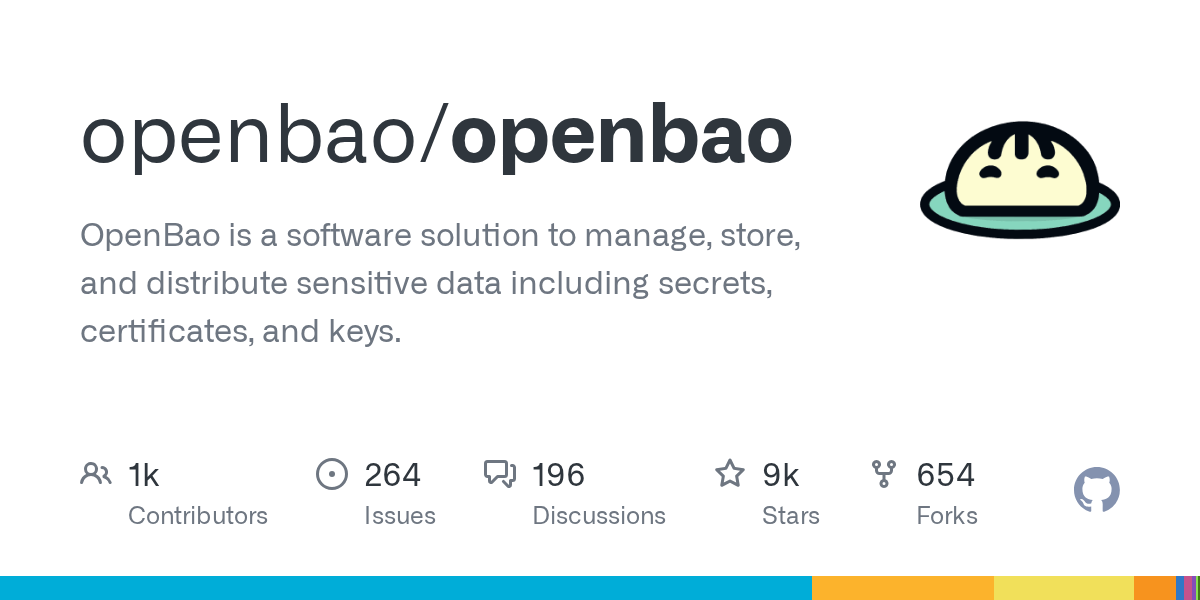 openbao/openbao
OpenBao is a software solution to manage, store,
and distribute sensitive data including secrets,
certificates, and keys.
1k
Contributors
264
Issues
196
Discussions
9k
Stars
654
Forks